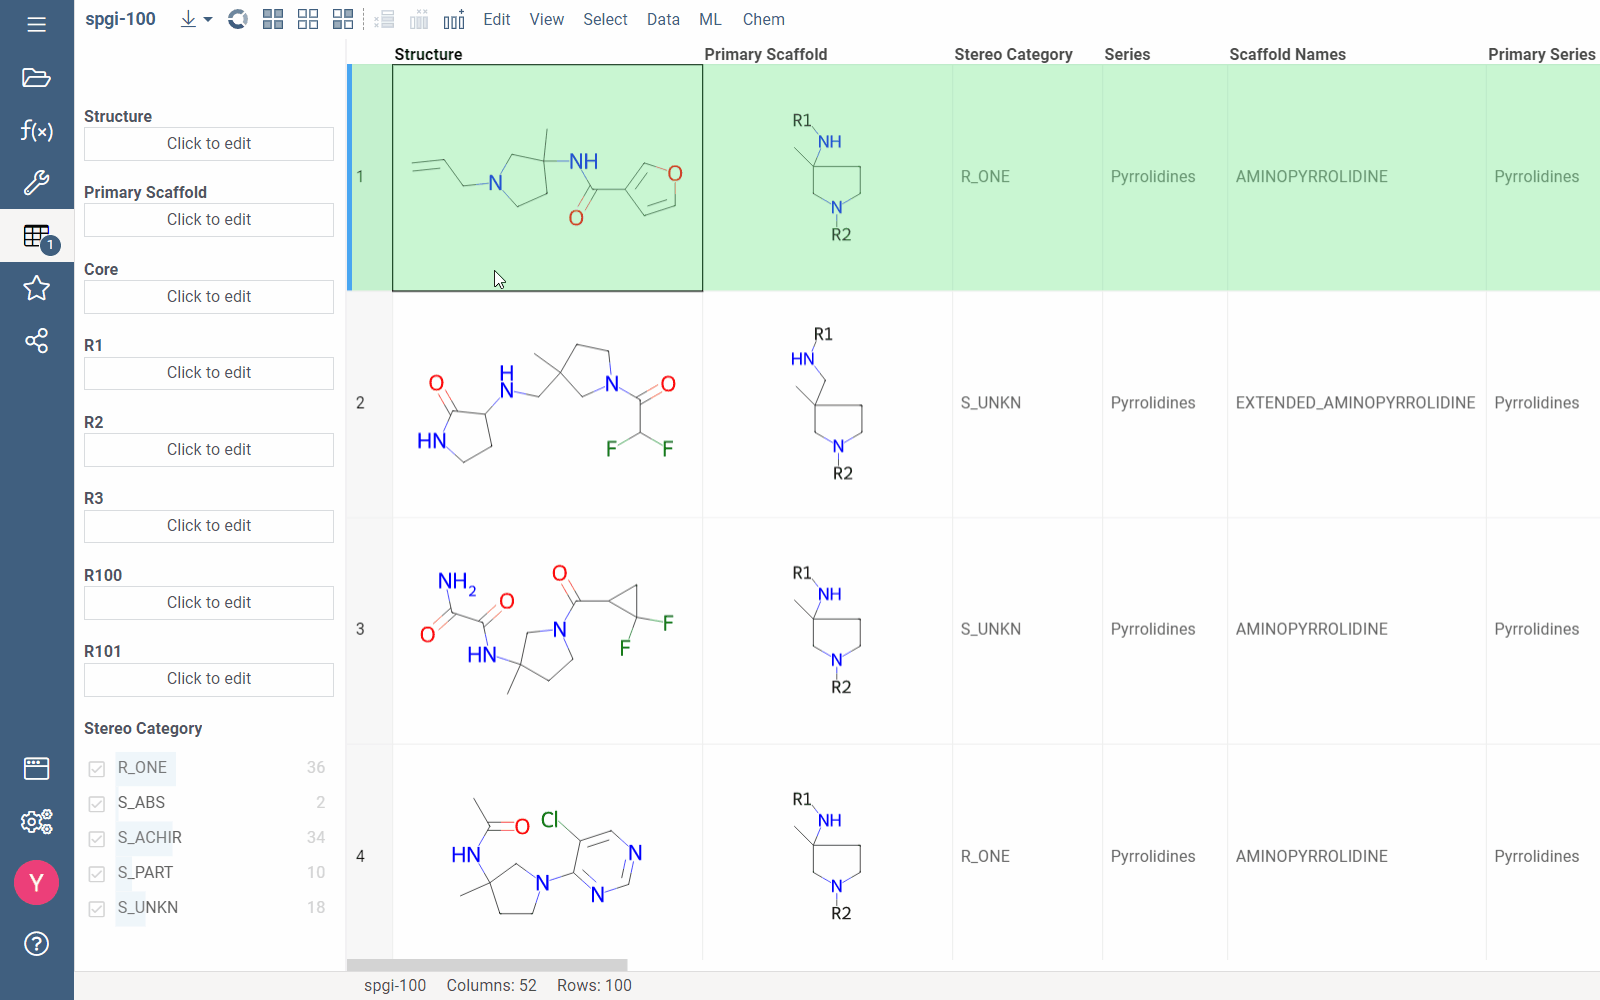 spgi-100 Edit View Select Data ML Chem
Structure Primary Scaffold Stereo Category Series Scaffold Names Primary Series
f(x)
1
Y
Structure
Click to edit
Primary Scaffold
Click to edit
Core
Click to edit
R1
Click to edit
R2
Click to edit
R3
Click to edit
R100
Click to edit
R101
Click to edit
Stereo Category
R_ONE 36
S_ABS 2
S_ACHIR 34
S_PART 10
S_UNKN 18
1 R_ONE Pyrrolidines AMINOPYRROLIDINE Pyrrolidines
N NH O O
R1 NH N R2
2 S_UNKN Pyrrolidines EXTENDED_AMINOPYRROLIDINE Pyrrolidines
O HN H N N O F F
R1 HN N R2
3 S_UNKN Pyrrolidines AMINOPYRROLIDINE Pyrrolidines
NH2 O O HN N O F F
R1 NH N R2
4 R_ONE Pyrrolidines AMINOPYRROLIDINE Pyrrolidines
O HN N Cl N N
R1 NH N R2
spgi-100 Columns: 52 Rows: 100